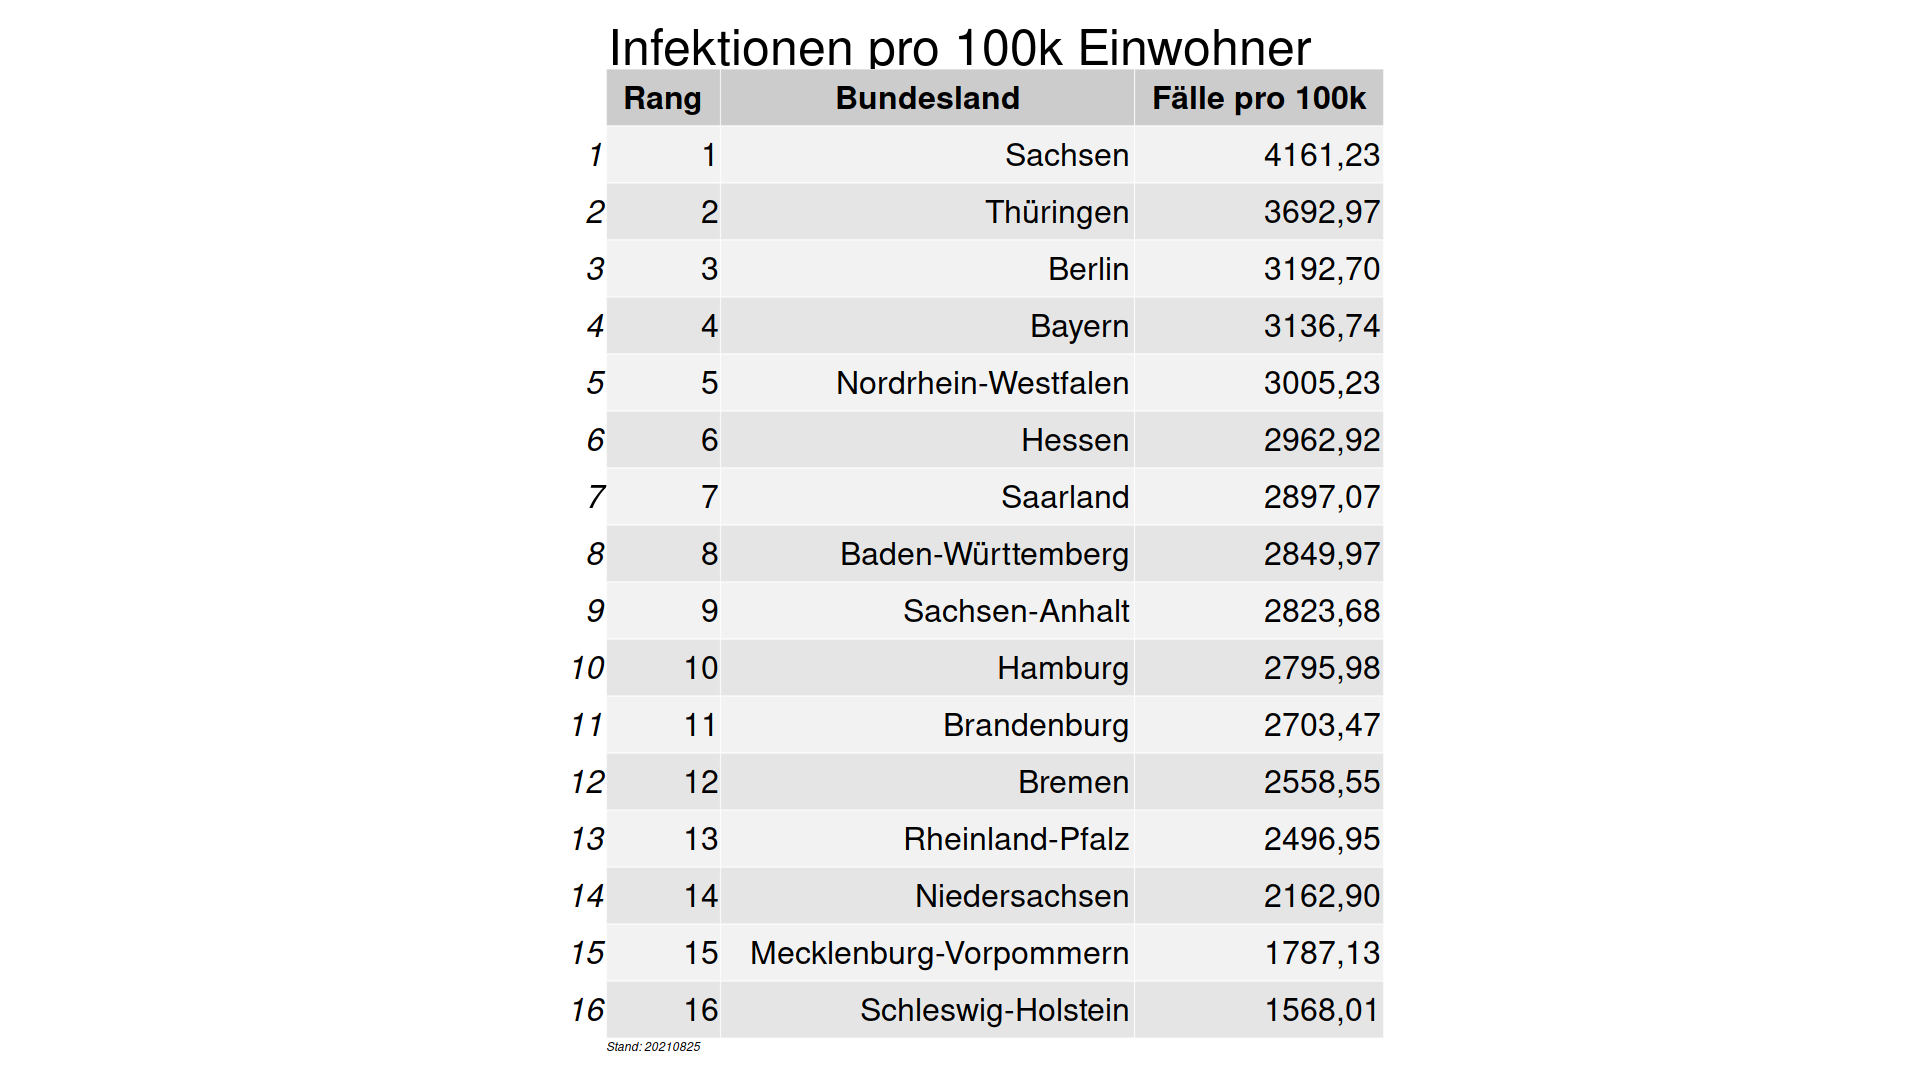 Infektionen pro 100k Einwohner
Rang Bundesland Fälle pro 100k
1 1 Sachsen 4161,23
2 2 Thüringen 3692,97
3 3 Berlin 3192,70
4 4 Bayern 3136,74
5 5 Nordrhein-Westfalen 3005,23
6 6 Hessen 2962,92
7 7 Saarland 2897,07
8 8 Baden-Württemberg 2849,97
9 9 Sachsen-Anhalt 2823,68
10 10 Hamburg 2795,98
11 11 Brandenburg 2703,47
12 12 Bremen 2558,55
13 13 Rheinland-Pfalz 2496,95
14 14 Niedersachsen 2162,90
15 15 Mecklenburg-Vorpommern 1787,13
16 16 Schleswig-Holstein 1568,01
Stand: 20210825